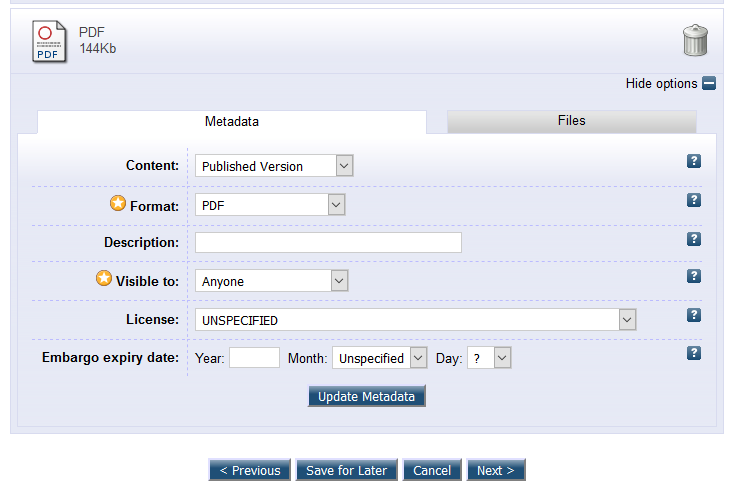 PDF
PDF
144Kb
Hide options
Metadata
Files
Content: Published Version ?
Format: PDF ?
Description: ?
Visible to: Anyone ?
License: UNSPECIFIED ?
Embargo expiry date: Year: Month: Unspecified Day: ? ?
Update Metadata
< Previous Save for Later Cancel Next >